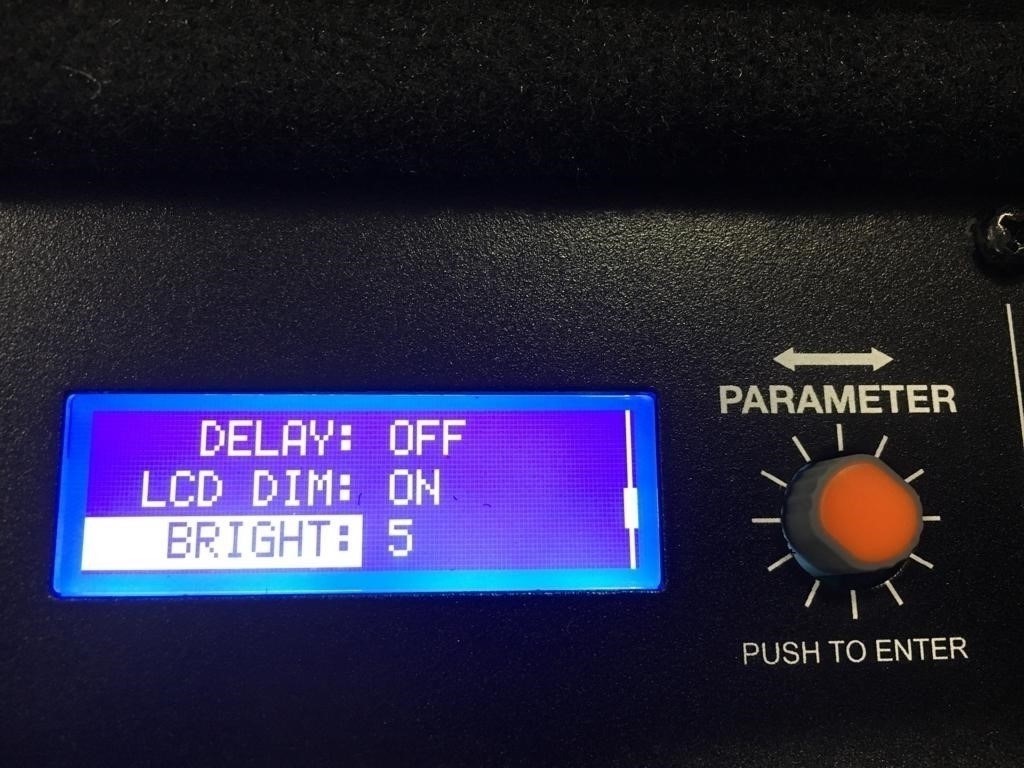 DELAY: OFF
LCD DIM: ON
BRIGHT: 5
PARAMETER
PUSH TO ENTER